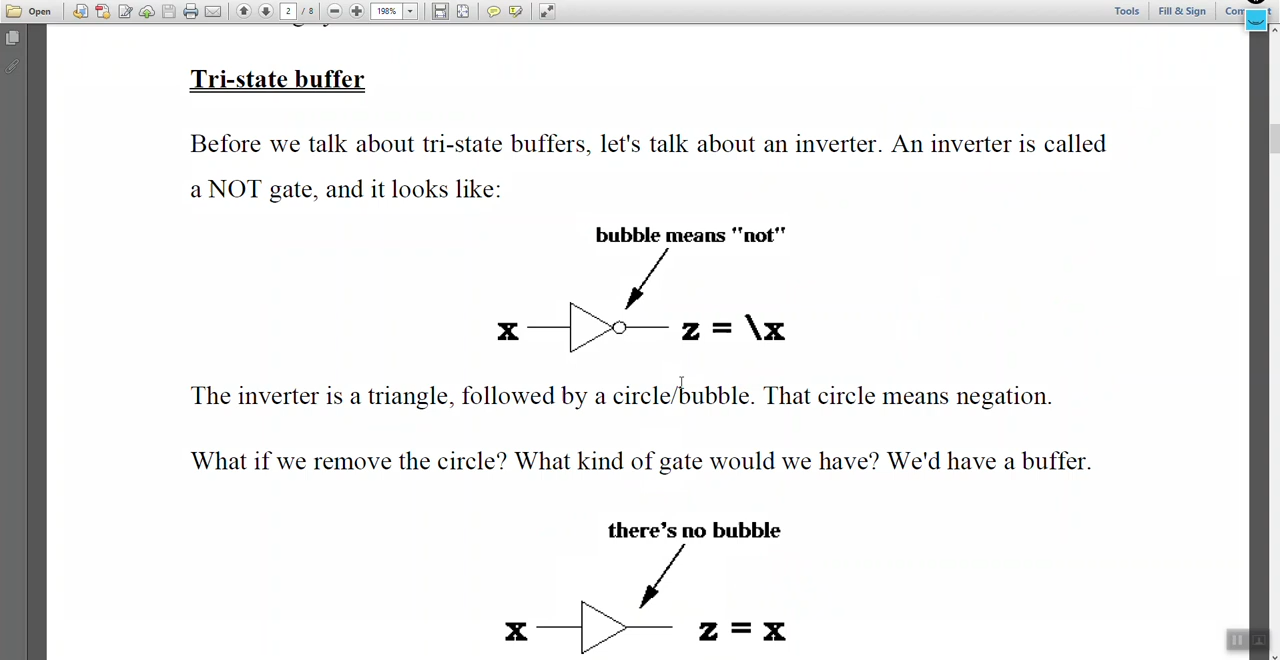 Open
2 / 8
198%
Tools
Fill & Sign
Tri-state buffer
Before we talk about tri-state buffers, let's talk about an inverter. An inverter is called
a NOT gate, and it looks like:
bubble means "not"
x
z = \x
The inverter is a triangle, followed by a circle/bubble. That circle means negation.
What if we remove the circle? What kind of gate would we have? We'd have a buffer.
there's no bubble
x
z = x